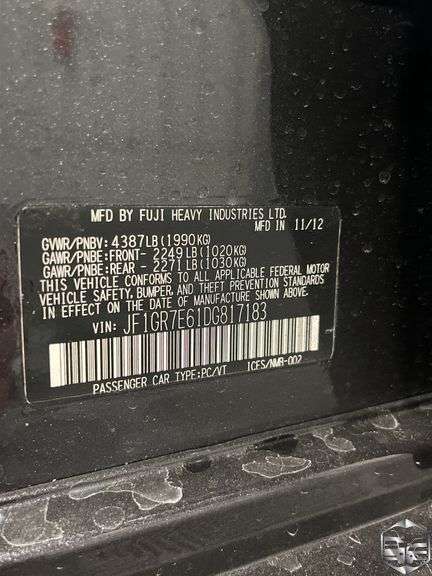 MFD BY FUJI HEAVY INDUSTRIES LTD.
MFD IN 11/12
GVWR/PNBV: 4387LB(1990KG)
GAWR/PNBE:FRONT- 2249LB(1020KG)
GAWR/PNBE:REAR - 2271LB(1030KG)
THIS VEHICLE CONFORMS TO ALL APPLICABLE FEDERAL MOTOR
VEHICLE SAFETY, BUMPER, AND THEFT PREVENTION STANDARDS
IN EFFECT ON THE DATE OF MANUFACTURE SHOWN ABOVE.
VIN: JF1GR7E61DG817183
PASSENGER CAR TYPE:PC/VT ICES/NMB-002